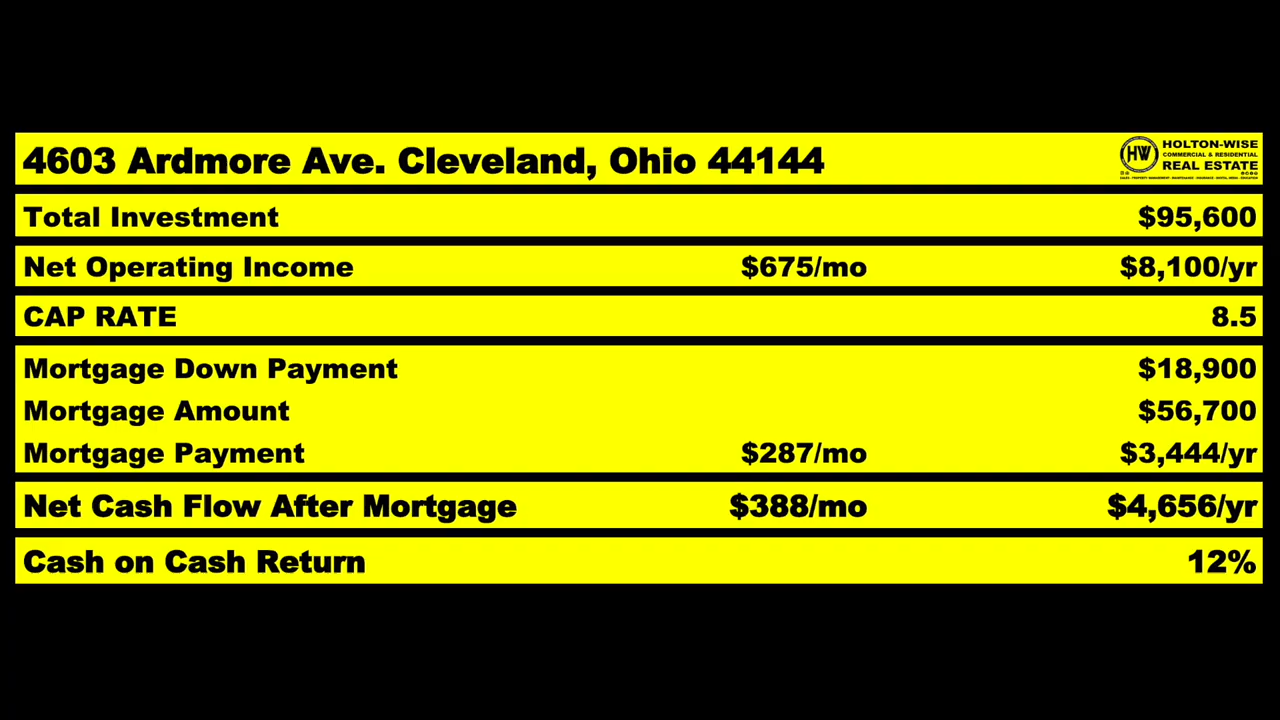 4603 Ardmore Ave. Cleveland, Ohio 44144
HW
HOLTON-WISE
COMMERCIAL & RESIDENTIAL
REAL ESTATE
Total Investment $95,600
Net Operating Income $675/mo $8,100/yr
CAP RATE 8.5
Mortgage Down Payment $18,900
Mortgage Amount $56,700
Mortgage Payment $287/mo $3,444/yr
Net Cash Flow After Mortgage $388/mo $4,656/yr
Cash on Cash Return 12%